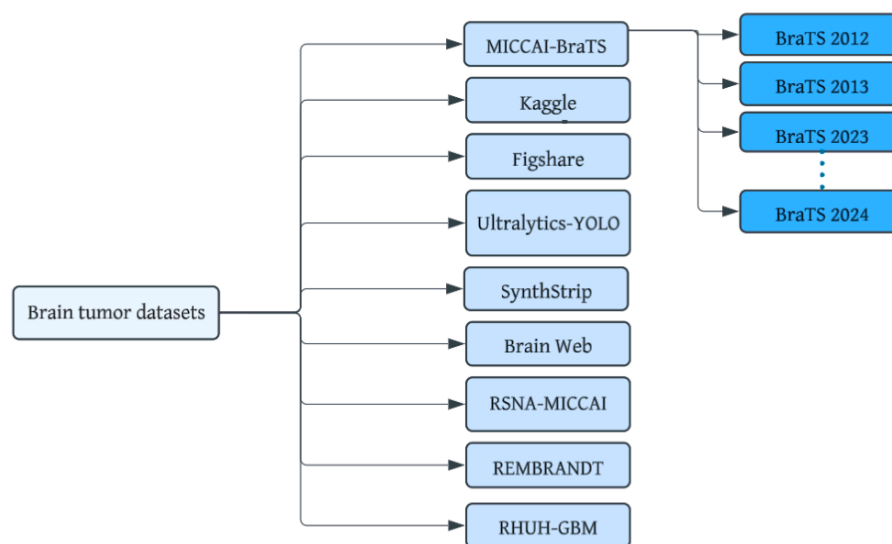 Brain tumor datasets
MICCAI-BraTS
Kaggle
Figshare
Ultralytics-YOLO
SynthStrip
Brain Web
RSNA-MICCAI
REMBRANDT
RHUH-GBM
BraTS 2012
BraTS 2013
BraTS 2023
BraTS 2024